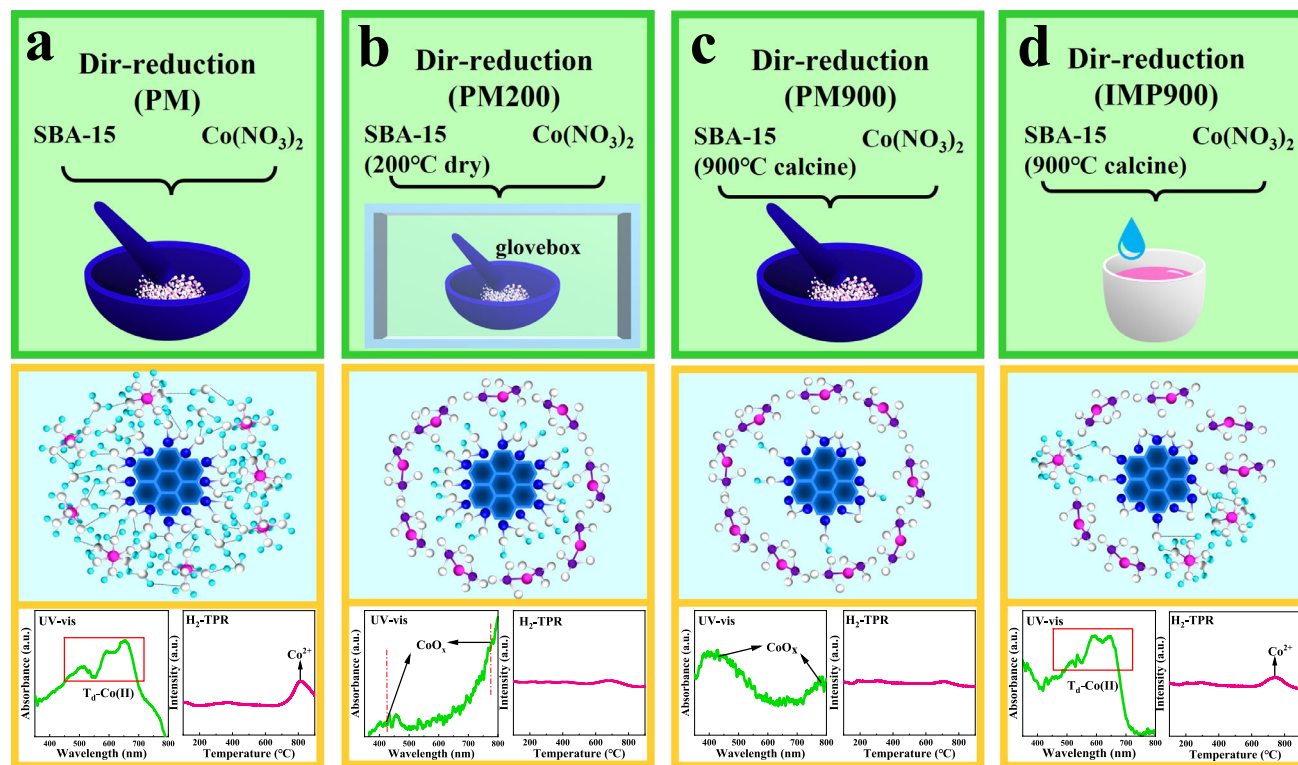 a
Dir-reduction
(PM)
SBA-15 Co(NO₃)₂
b
Dir-reduction
(PM200)
SBA-15 Co(NO₃)₂
(200℃ dry)
glovebox
c
Dir-reduction
(PM900)
SBA-15 Co(NO₃)₂
(900℃ calcine)
d
Dir-reduction
(IMP900)
SBA-15 Co(NO₃)₂
(900℃ calcine)
UV-vis
Absorbance (a.u.)
T_d-Co(II)
400 500 600 700 800
Wavelength (nm)
H₂-TPR
Intensity (a.u.)
Co²⁺
200 400 600 800
Temperature (℃)
UV-vis
Absorbance (a.u.)
CoOₓ
400 500 600 700 800
Wavelength (nm)
H₂-TPR
Intensity (a.u.)
200 400 600 800
Temperature (℃)
UV-vis
Absorbance (a.u.)
CoOₓ
400 500 600 700 800
Wavelength (nm)
H₂-TPR
Intensity (a.u.)
200 400 600 800
Temperature (℃)
UV-vis
Absorbance (a.u.)
T_d-Co(II)
400 500 600 700 800
Wavelength (nm)
H₂-TPR
Intensity (a.u.)
Co²⁺
200 400 600 800
Temperature (℃)